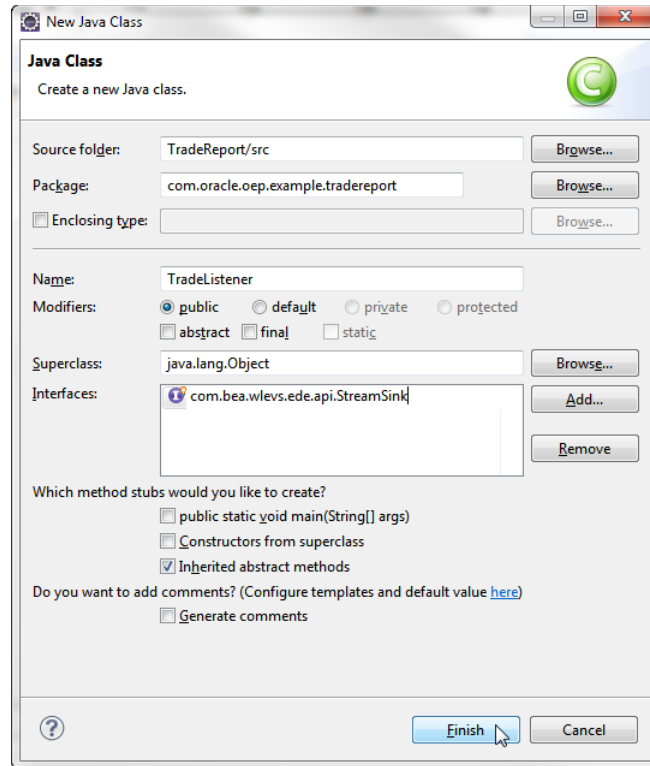 New Java Class
Java Class
Create a new Java class.
C
Source folder: TradeReport/src Browse...
Package: com.oracle.oep.example.tradereport Browse...
Enclosing type: Browse...
Name: TradeListener
Modifiers: public default private protected
abstract final static
Superclass: java.lang.Object Browse...
Interfaces: I com.bea.wlevs.ede.api.StreamSink Add...
Remove
Which method stubs would you like to create?
public static void main(String[] args)
Constructors from superclass
Inherited abstract methods
Do you want to add comments? (Configure templates and default value here)
Generate comments
? Finish Cancel